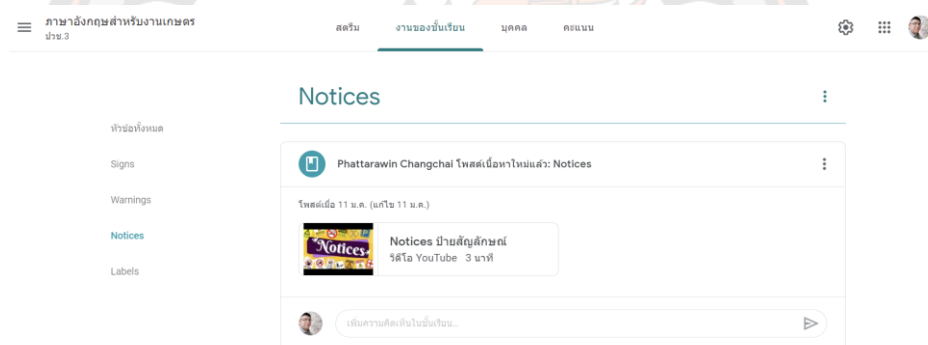 ภาษาอังกฤษสำหรับงานเกษตร
ปวช.3
สตรีม งานของชั้นเรียน บุคคล คะแนน
Notices
หัวข้อทั้งหมด
Signs
Warnings
Notices
Labels
Phattarawin Changchai โพสต์เนื้อหาใหม่แล้ว: Notices
โพสต์เมื่อ 11 ม.ค. (แก้ไข 11 ม.ค.)
Notices
Notices ป้ายสัญลักษณ์
วิดีโอ YouTube 3 นาที
เพิ่มความคิดเห็นในชั้นเรียน...